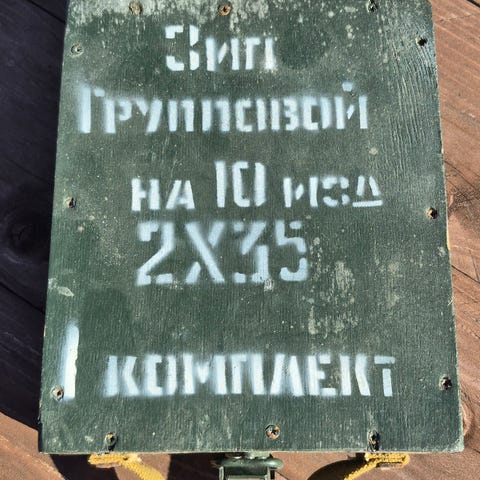 Зип
Групповой
на 10 изд
2Х35
1 комплект